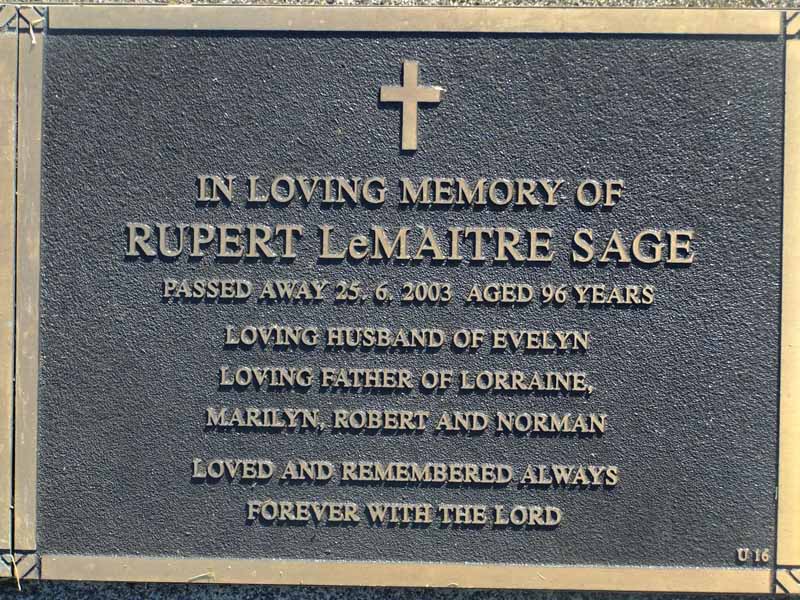 IN LOVING MEMORY OF
RUPERT LeMAITRE SAGE
PASSED AWAY 25. 6. 2003 AGED 96 YEARS
LOVING HUSBAND OF EVELYN
LOVING FATHER OF LORRAINE,
MARILYN, ROBERT AND NORMAN
LOVED AND REMEMBERED ALWAYS
FOREVER WITH THE LORD
U 16